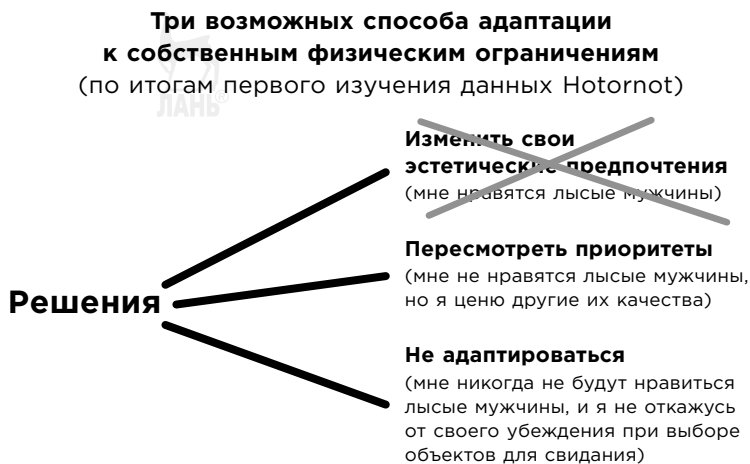 Три возможных способа адаптации
к собственным физическим ограничениям
(по итогам первого изучения данных Hotornot)
ЛАНЬ®
Изменить свои
эстетические предпочтения
(мне нравятся лысые мужчины)
Пересмотреть приоритеты
(мне не нравятся лысые мужчины,
но я ценю другие их качества)
Решения
Не адаптироваться
(мне никогда не будут нравиться
лысые мужчины, и я не откажусь
от своего убеждения при выборе
объектов для свидания)